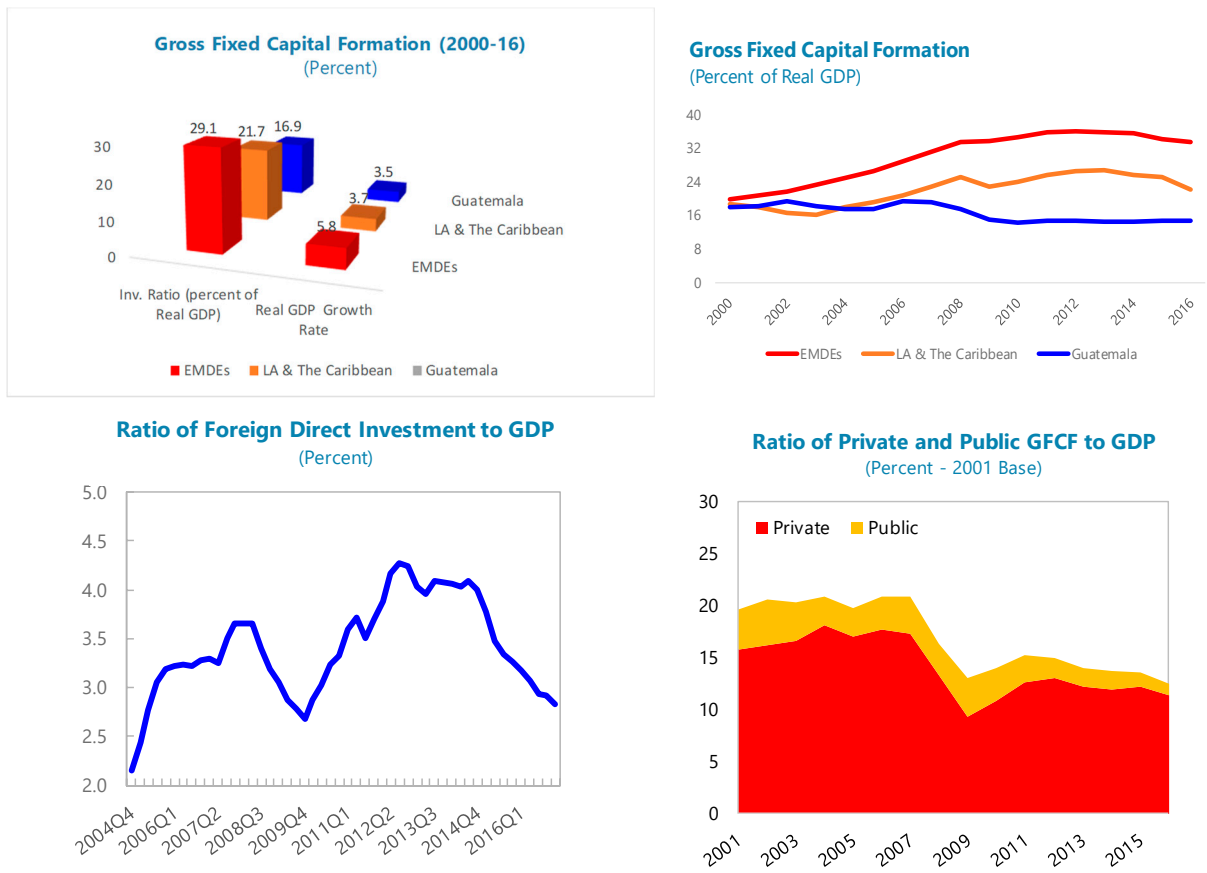 Gross Fixed Capital Formation (2000-16)
(Percent)
29.1
21.7
16.9
3.5
3.7
5.8
30
20
10
0
Guatemala
LA & The Caribbean
EMDEs
Inv. Ratio (percent of
Real GDP)
Real GDP Growth
Rate
EMDEs LA & The Caribbean Guatemala
Gross Fixed Capital Formation
(Percent of Real GDP)
40
32
24
16
8
0
2000 2002 2004 2006 2008 2010 2012 2014 2016
EMDEs LA & The Caribbean Guatemala
Ratio of Foreign Direct Investment to GDP
(Percent)
5.0
4.5
4.0
3.5
3.0
2.5
2.0
2004Q4 2006Q1 2007Q2 2008Q3 2009Q4 2011Q1 2012Q2 2013Q3 2014Q4 2016Q1
Ratio of Private and Public GFCF to GDP
(Percent - 2001 Base)
30
25
20
15
10
5
0
Private Public
2001 2003 2005 2007 2009 2011 2013 2015